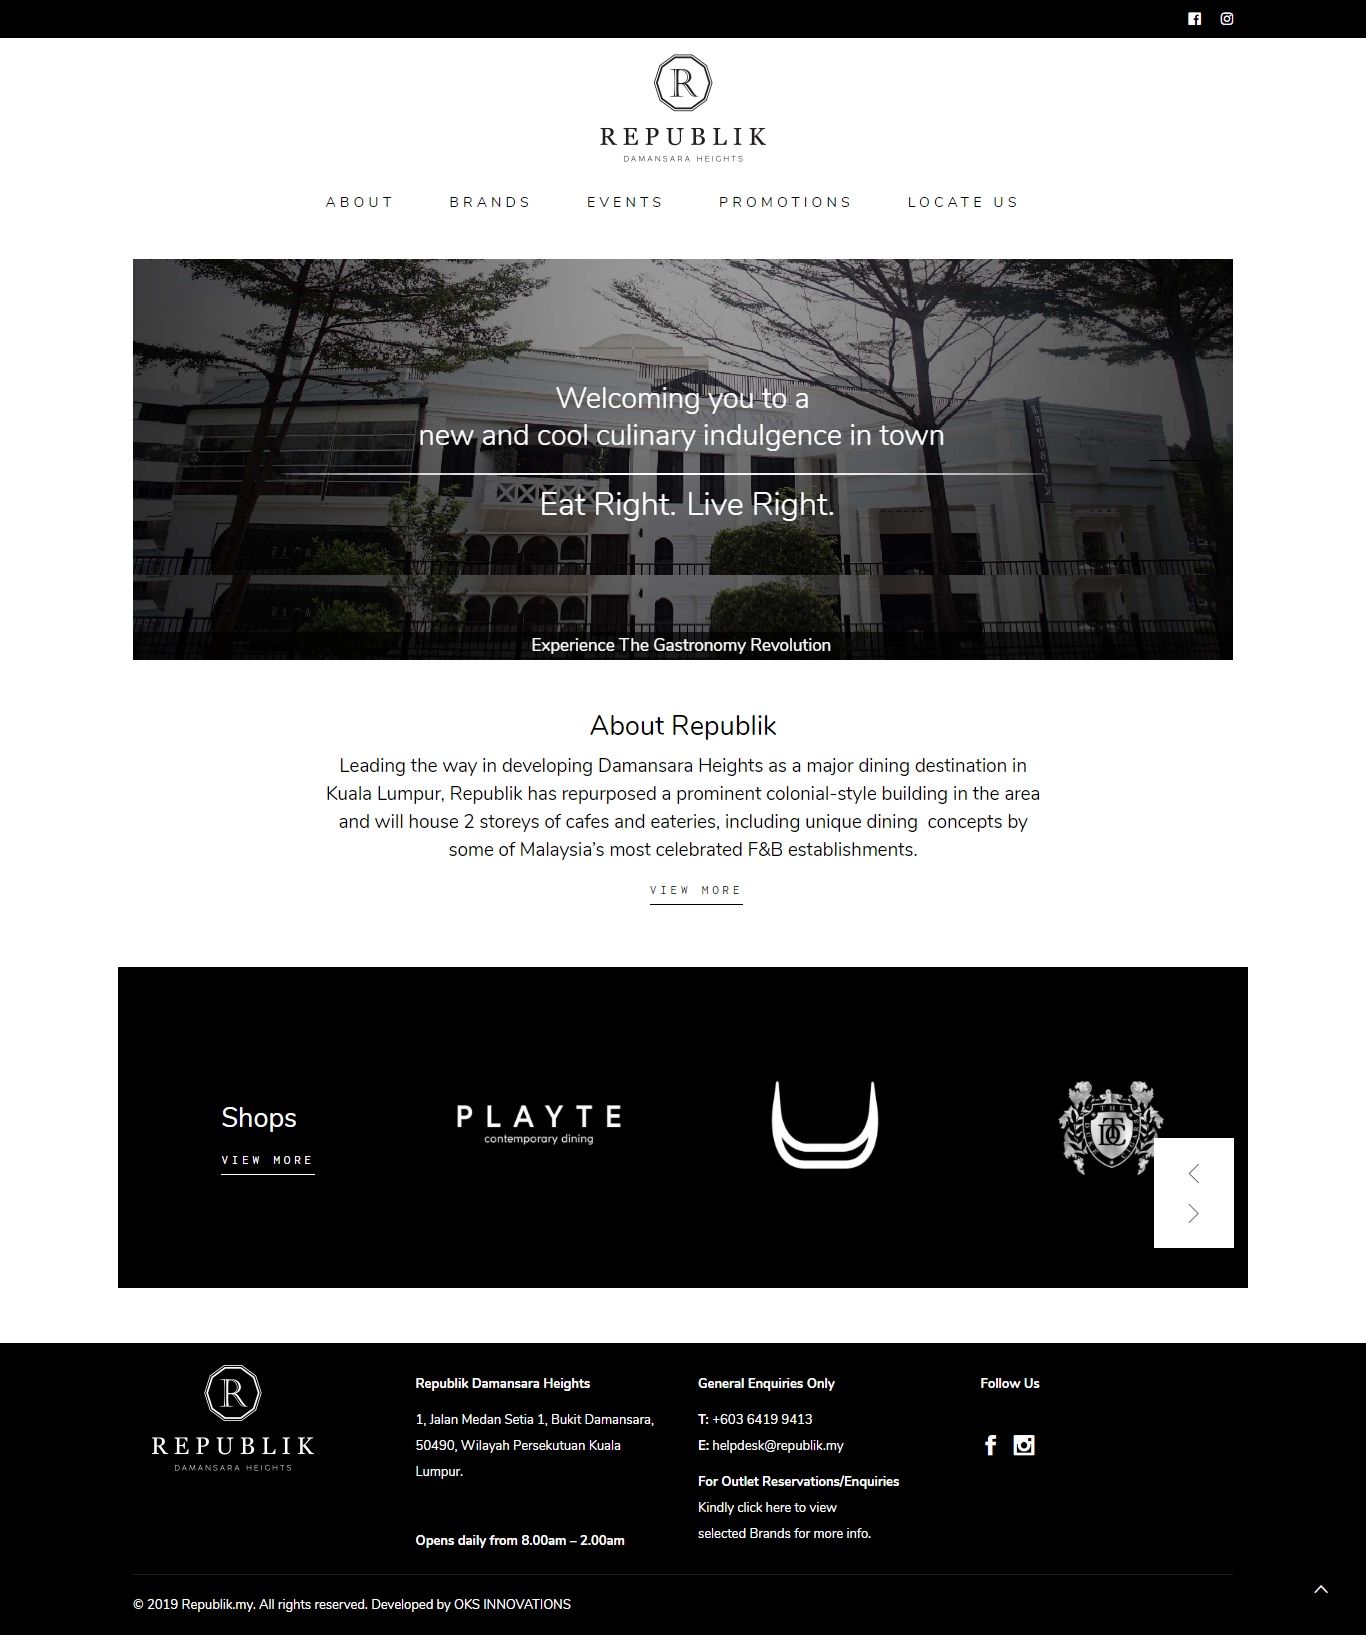 R
REPUBLIK
DAMANSARA HEIGHTS
ABOUT BRANDS EVENTS PROMOTIONS LOCATE US
Welcoming you to a
new and cool culinary indulgence in town
Eat Right. Live Right.
REPUBLIK
Experience The Gastronomy Revolution
About Republik
Leading the way in developing Damansara Heights as a major dining destination in
Kuala Lumpur, Republik has repurposed a prominent colonial-style building in the area
and will house 2 storeys of cafes and eateries, including unique dining concepts by
some of Malaysia’s most celebrated F&B establishments.
VIEW MORE
Shops
VIEW MORE
PLAYTE
contemporary dining
THE
R
REPUBLIK
DAMANSARA HEIGHTS
Republik Damansara Heights
1, Jalan Medan Setia 1, Bukit Damansara,
50490, Wilayah Persekutuan Kuala
Lumpur.
Opens daily from 8.00am – 2.00am
General Enquiries Only
T: +603 6419 9413
E: helpdesk@republik.my
For Outlet Reservations/Enquiries
Kindly click here to view
selected Brands for more info.
Follow Us
© 2019 Republik.my. All rights reserved. Developed by OKS INNOVATIONS